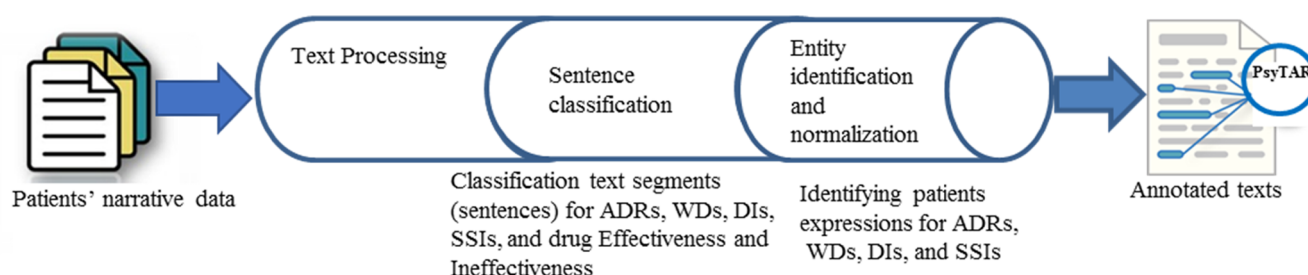 Text Processing
Sentence
classification
Entity
identification
and
normalization
PsyTAR
Patients’ narrative data
Classification text segments
(sentences) for ADRs, WDs, DIs,
SSIs, and drug Effectiveness and
Ineffectiveness
Identifying patients
expressions for ADRs,
WDs, DIs, and SSIs
Annotated texts